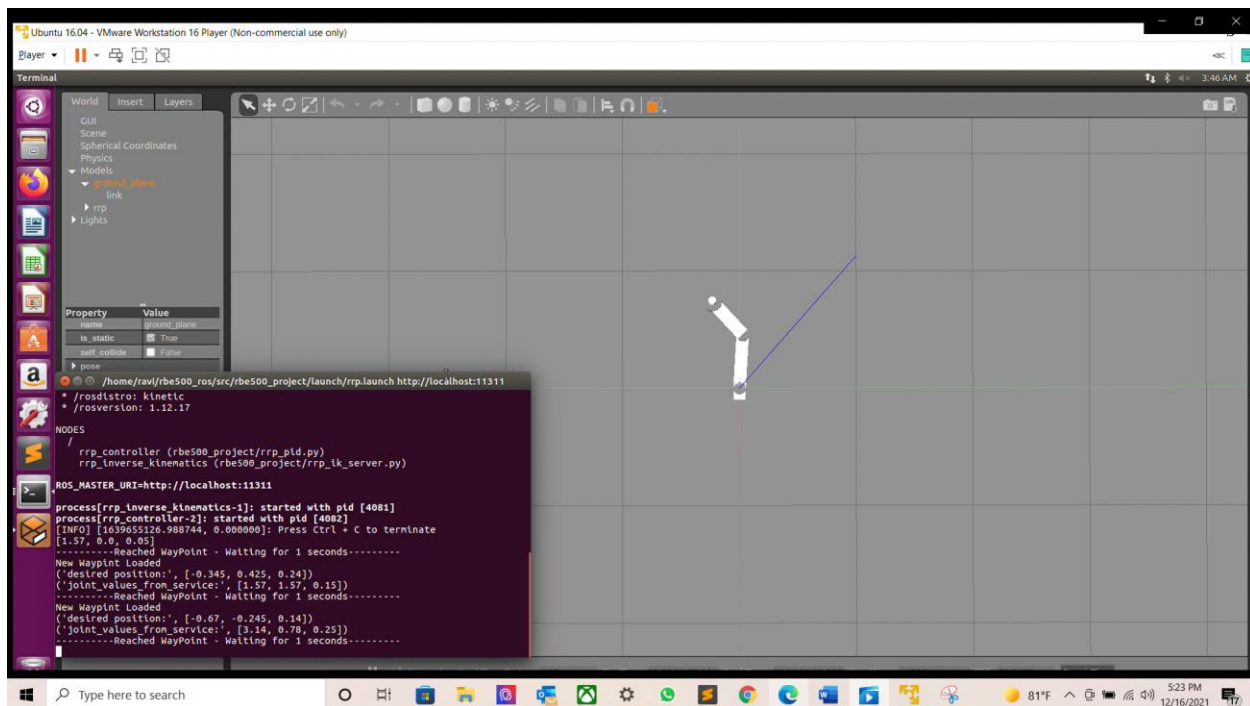 Ubuntu 16.04 - VMware Workstation 16 Player (Non-commercial use only)
Player
Terminal
3:46 AM
World Insert Layers
GUI
Scene
Spherical Coordinates
Physics
Models
ground_plane
link
rrp
Lights
Property Value
name ground_plane
is_static True
self_collide False
pose
/home/ravi/rbe500_ros/src/rbe500_project/launch/rrp.launch http://localhost:11311
* /rosdistro: kinetic
* /rosversion: 1.12.17
NODES
/
rrp_controller (rbe500_project/rrp_pid.py)
rrp_inverse_kinematics (rbe500_project/rrp_ik_server.py)
ROS_MASTER_URI=http://localhost:11311
process[rrp_inverse_kinematics-1]: started with pid [4081]
process[rrp_controller-2]: started with pid [4082]
[INFO] [1639655126.988744, 0.000000]: Press Ctrl + C to terminate
[1.57, 0.0, 0.05]
----------Reached WayPoint - Waiting for 1 seconds---------
New Waypint Loaded
('desired position:', [-0.345, 0.425, 0.24])
('joint_values_from_service:', [1.57, 1.57, 0.15])
----------Reached WayPoint - Waiting for 1 seconds---------
New Waypint Loaded
('desired position:', [-0.67, -0.245, 0.14])
('joint_values_from_service:', [3.14, 0.78, 0.25])
----------Reached WayPoint - Waiting for 1 seconds---------
Type here to search
81°F
5:23 PM
12/16/2021
17